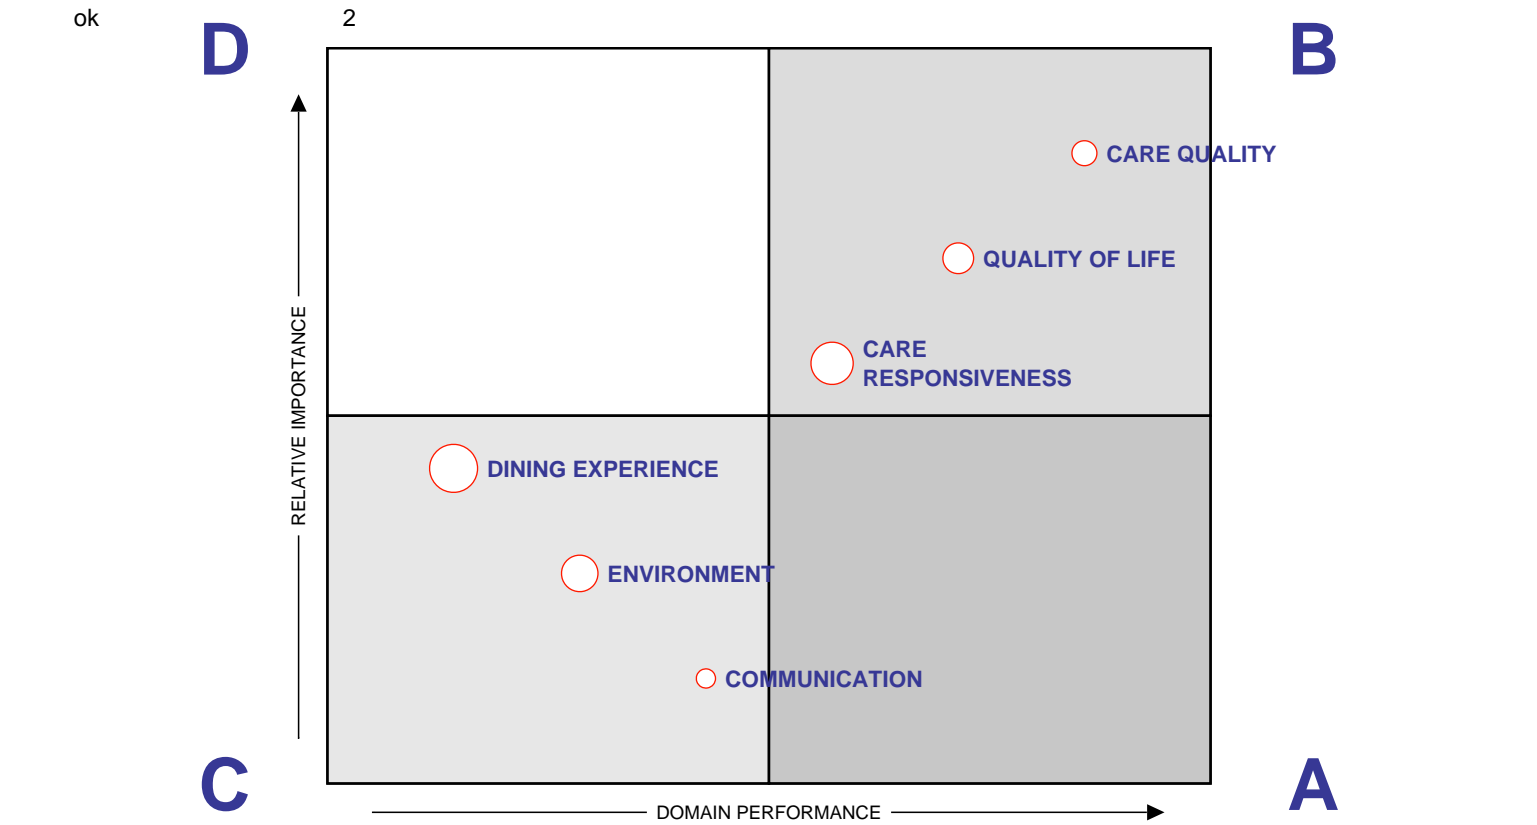 ok
2
D
B
CARE QUALITY
QUALITY OF LIFE
CARE
RESPONSIVENESS
RELATIVE IMPORTANCE
DINING EXPERIENCE
ENVIRONMENT
COMMUNICATION
C
A
DOMAIN PERFORMANCE